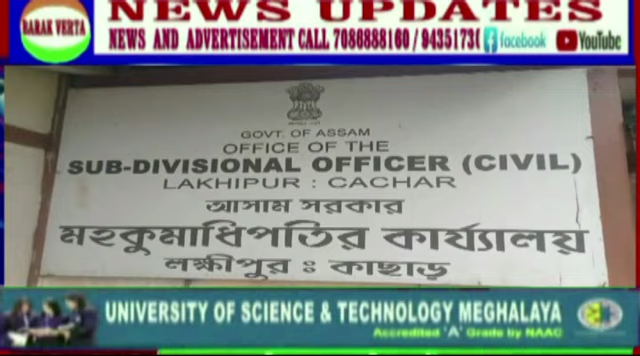 BARAK VERTA
NEWS UPDATES
NEWS AND ADVERTISEMENT CALL 7086888160 / 94351730 facebook YouTube
GOVT. OF ASSAM
OFFICE OF THE
SUB-DIVISIONAL OFFICER (CIVIL)
LAKHIPUR : CACHAR
আসাম সরকার
মহকুমাধিপতির কার্য্যালয়
লক্ষীপুর ঃ কাছাড়
UNIVERSITY OF SCIENCE & TECHNOLOGY MEGHALAYA
Accredited 'A' Grade by NAAC